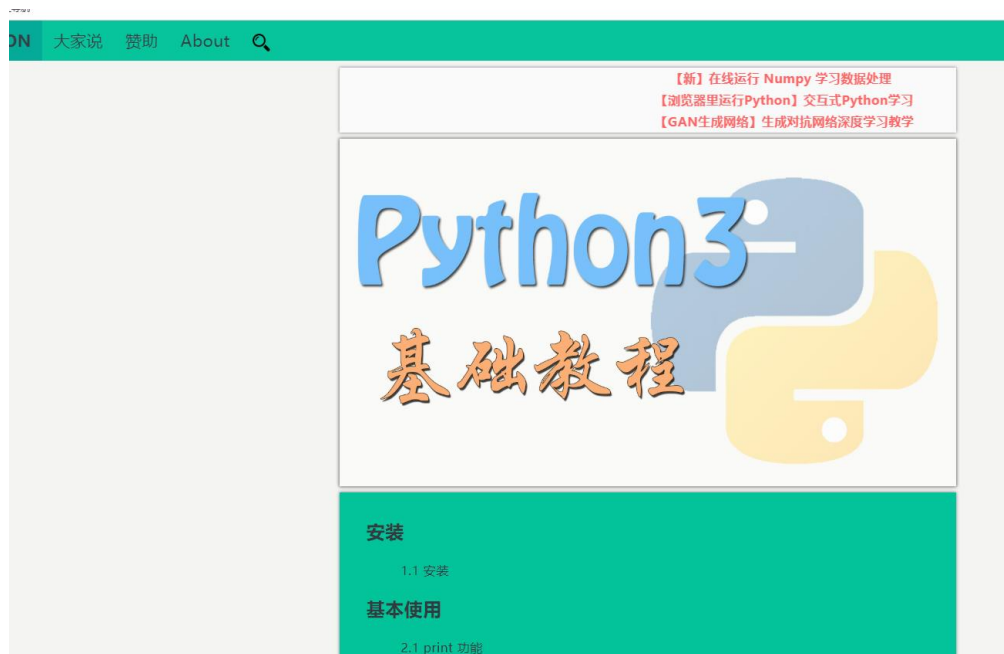 ON 大家说 赞助 About
【新】在线运行 Numpy 学习数据处理
【浏览器里运行Python】交互式Python学习
【GAN生成网络】生成对抗网络深度学习教学
Python3
基础教程
安装
1.1 安装
基本使用
2.1 print 功能